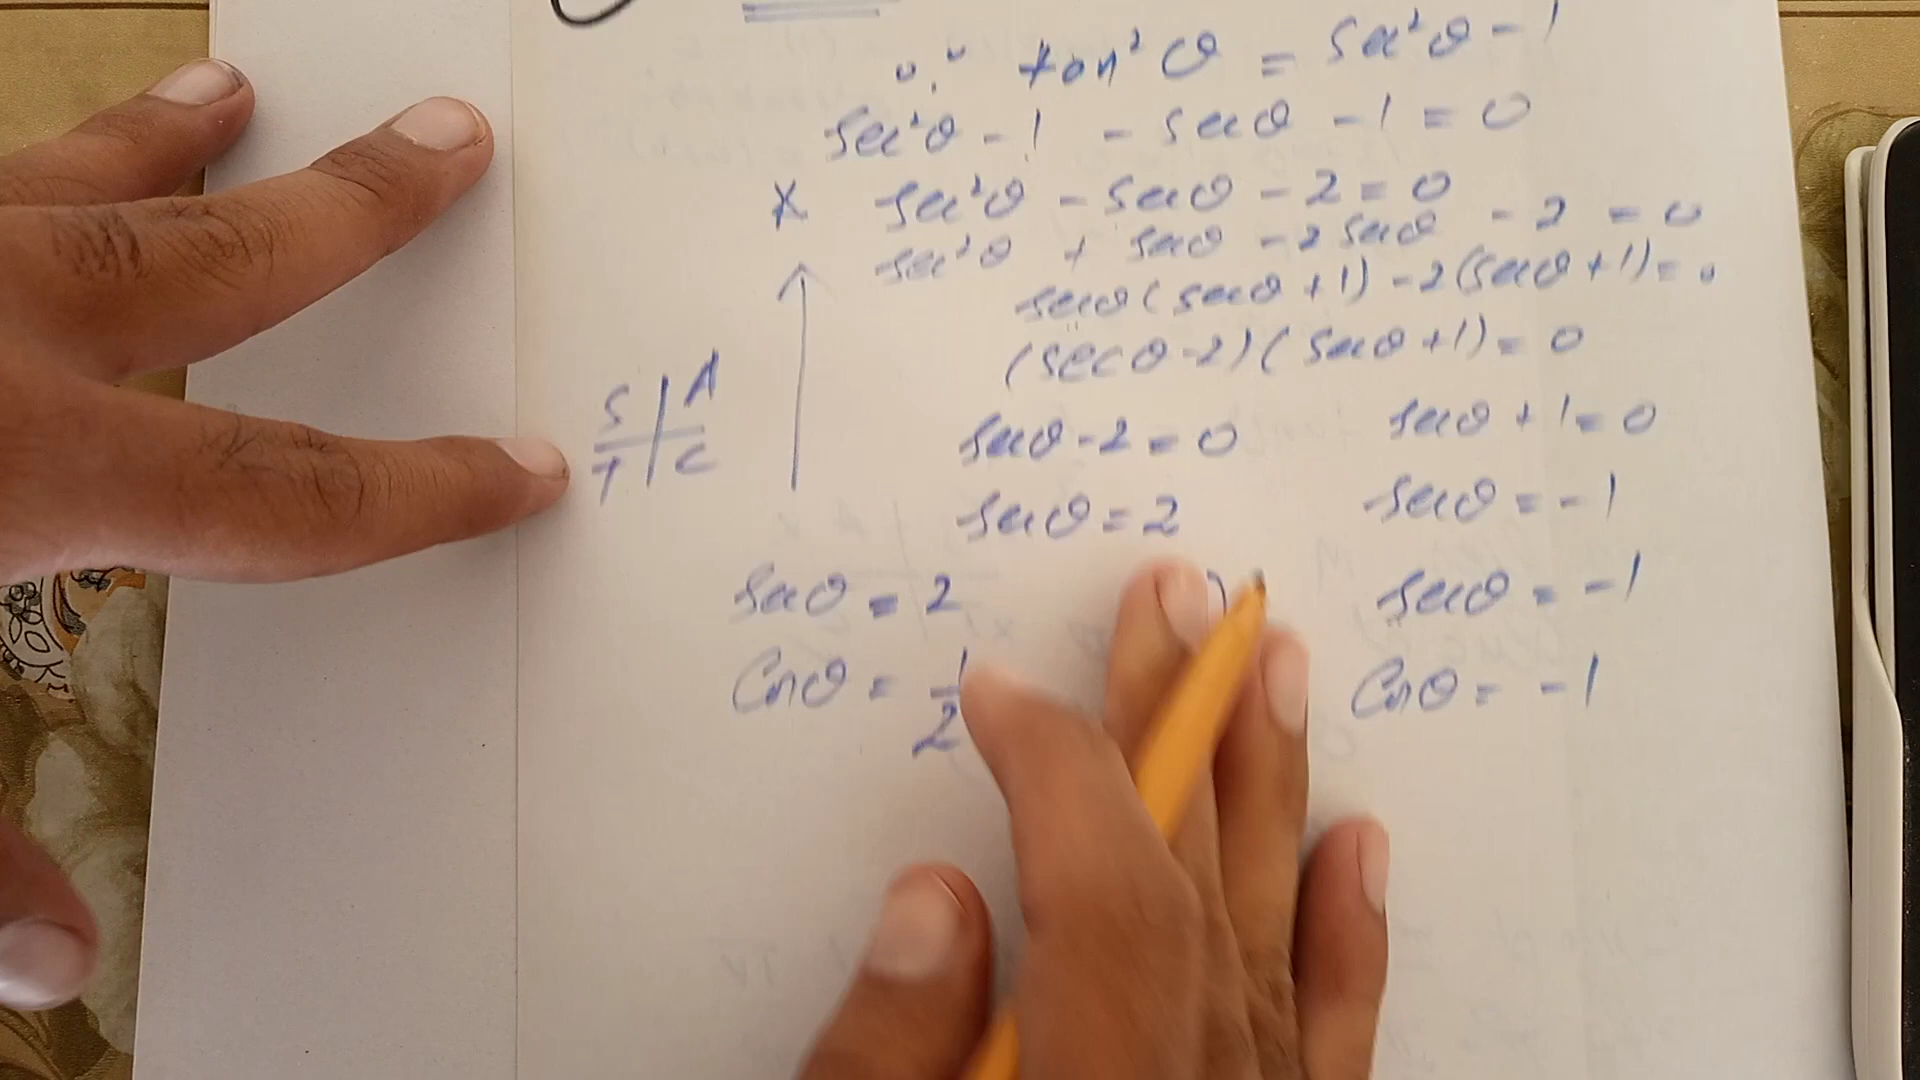 ∵ tan²θ = sec²θ - 1
sec²θ - 1 - secθ - 1 = 0
sec²θ - secθ - 2 = 0
sec²θ + secθ - 2secθ - 2 = 0
secθ(secθ + 1) - 2(secθ + 1) = 0
(secθ - 2)(secθ + 1) = 0
S A
T C
secθ - 2 = 0 secθ + 1 = 0
secθ = 2 secθ = -1
secθ = 2 secθ = -1
Cosθ = 1/2 Cosθ = -1